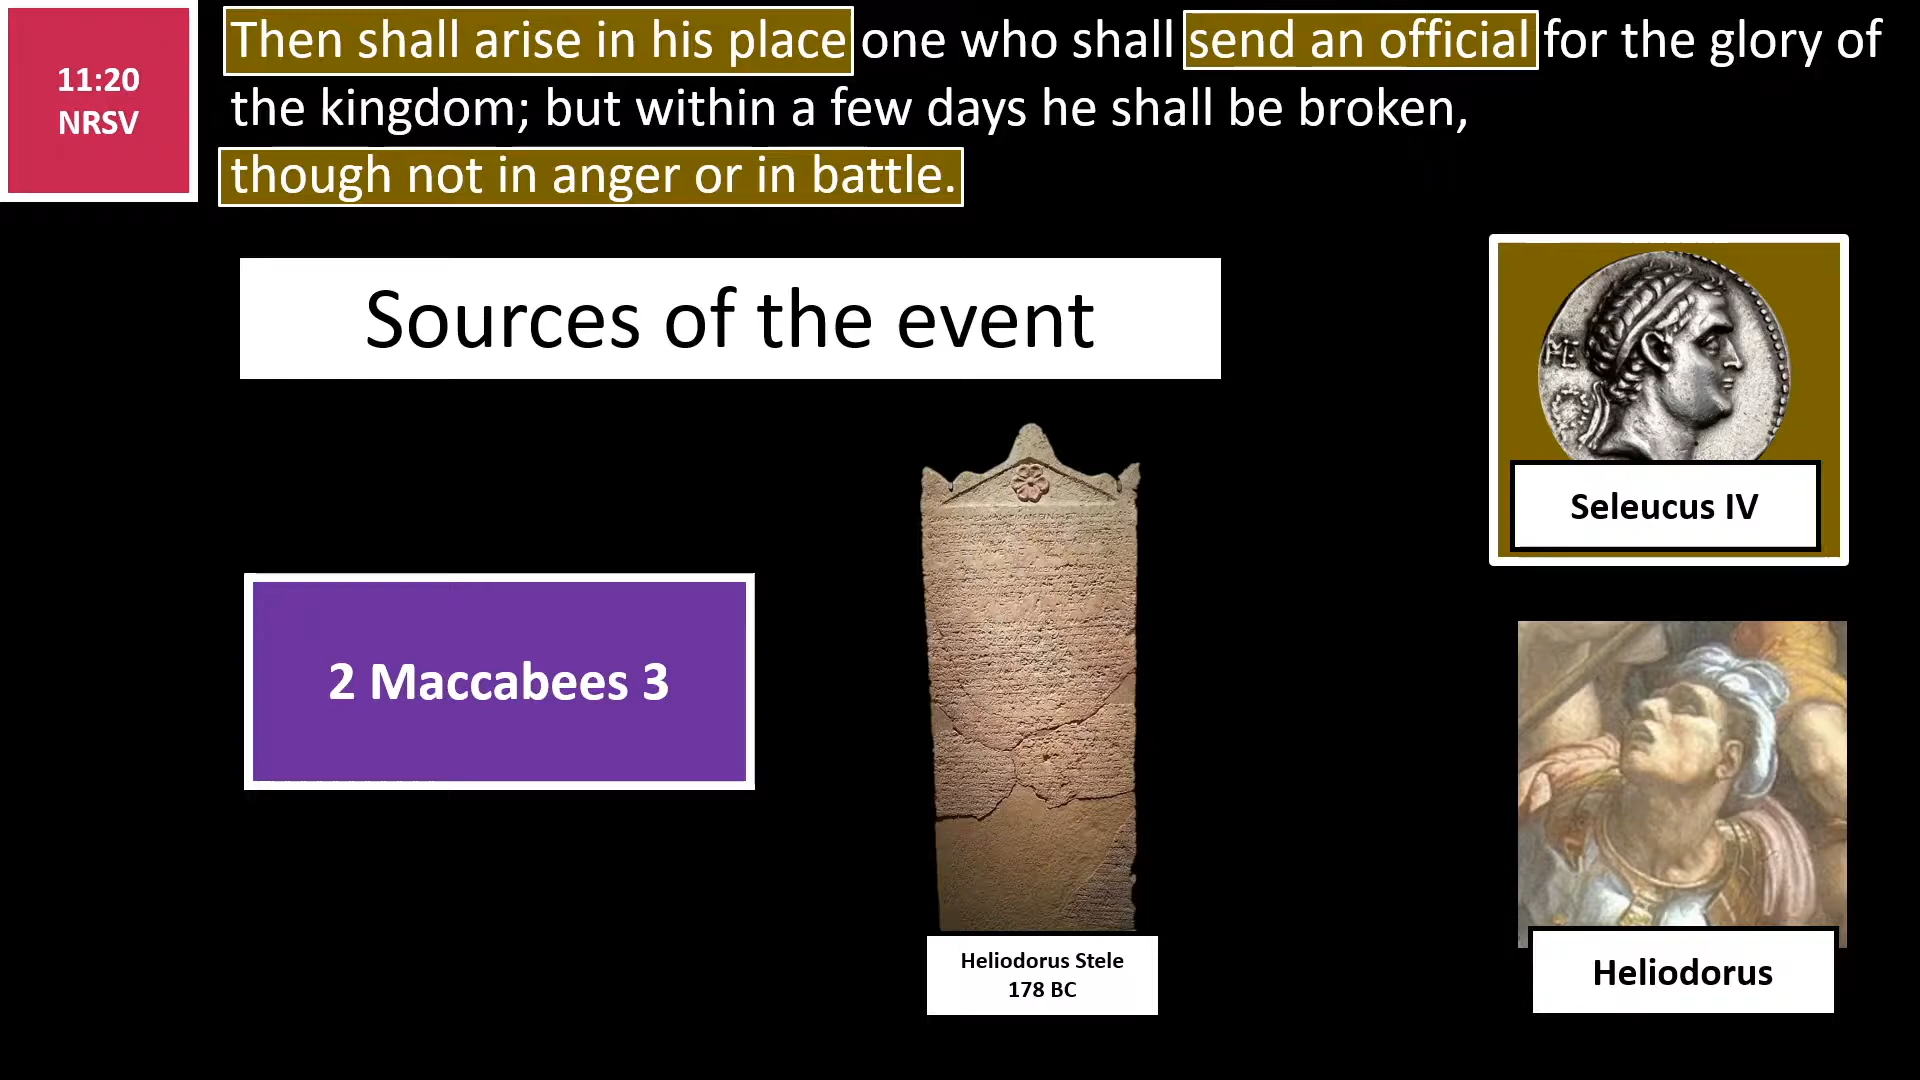 11:20
NRSV
Then shall arise in his place one who shall send an official for the glory of
the kingdom; but within a few days he shall be broken,
though not in anger or in battle.
Sources of the event
Seleucus IV
2 Maccabees 3
Heliodorus Stele
178 BC
Heliodorus